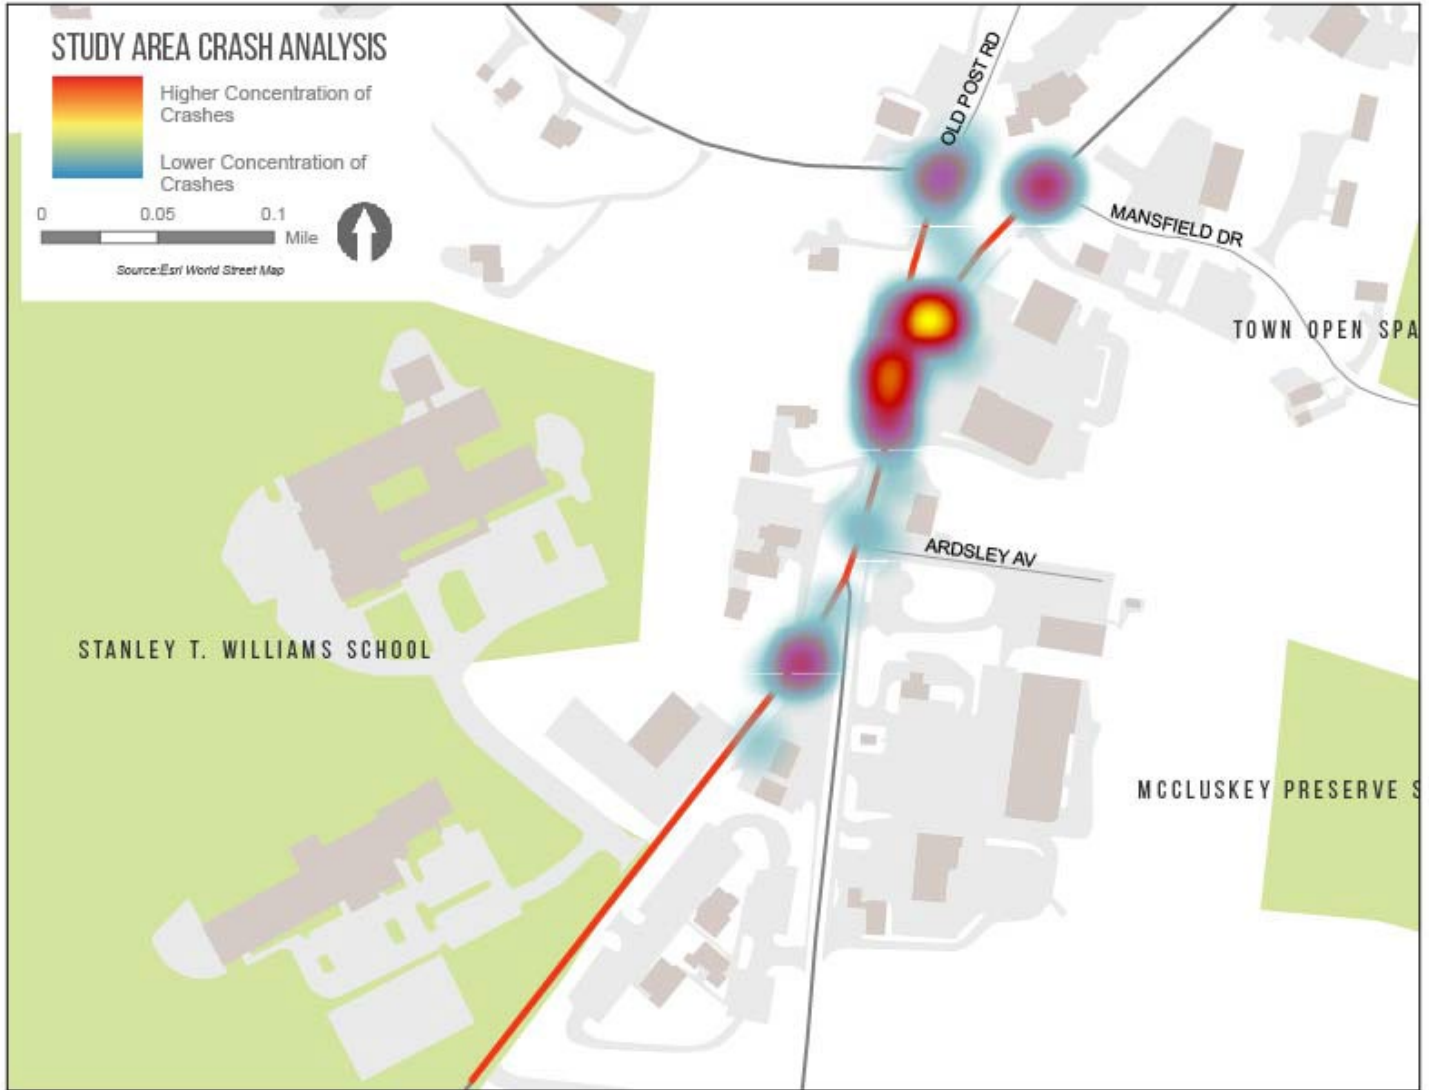 STUDY AREA CRASH ANALYSIS
Higher Concentration of
Crashes
Lower Concentration of
Crashes
0 0.05 0.1
Mile
Source:Esri World Street Map
OLD POST RD
MANSFIELD DR
TOWN OPEN SPA
ARDSLEY AV
STANLEY T. WILLIAMS SCHOOL
MCCLUSKEY PRESERVE S